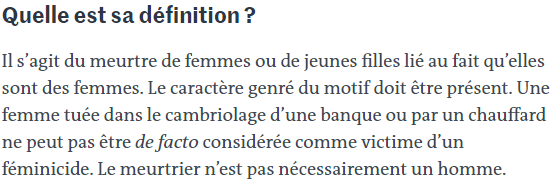 Quelle est sa définition ?
Il s’agit du meurtre de femmes ou de jeunes filles lié au fait qu’elles
sont des femmes. Le caractère genré du motif doit être présent. Une
femme tuée dans le cambriolage d’une banque ou par un chauffard
ne peut pas être de facto considérée comme victime d’un
féminicide. Le meurtrier n’est pas nécessairement un homme.